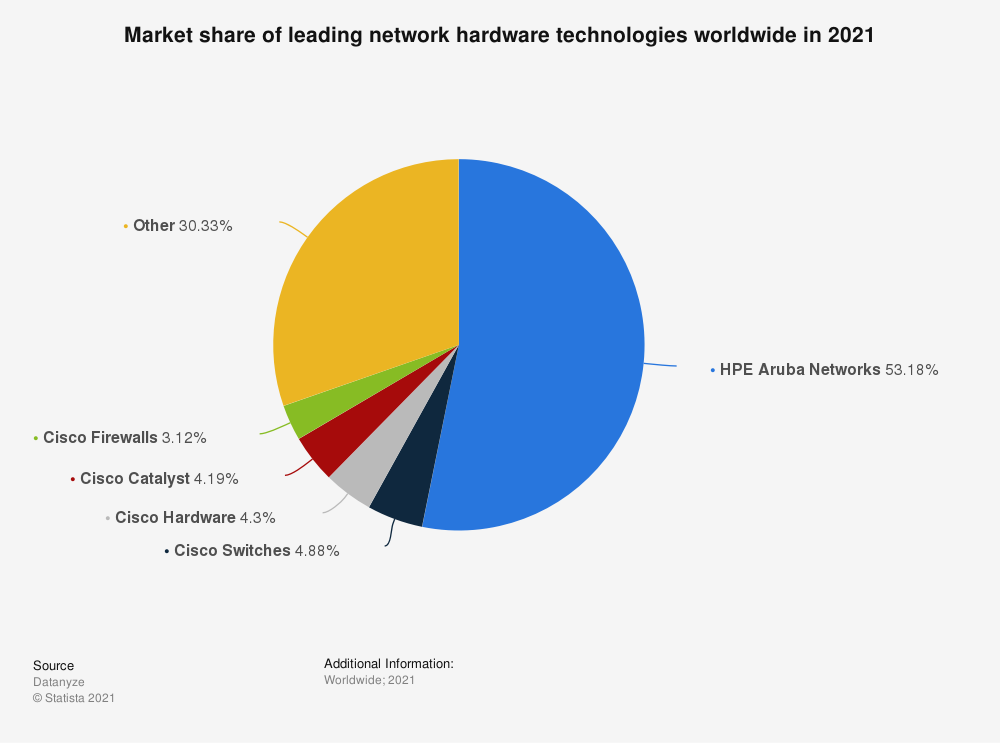 Market share of leading network hardware technologies worldwide in 2021
• Other 30.33%
• HPE Aruba Networks 53.18%
• Cisco Firewalls 3.12%
• Cisco Catalyst 4.19%
• Cisco Hardware 4.3%
• Cisco Switches 4.88%
Source
Datanyze
© Statista 2021
Additional Information:
Worldwide; 2021